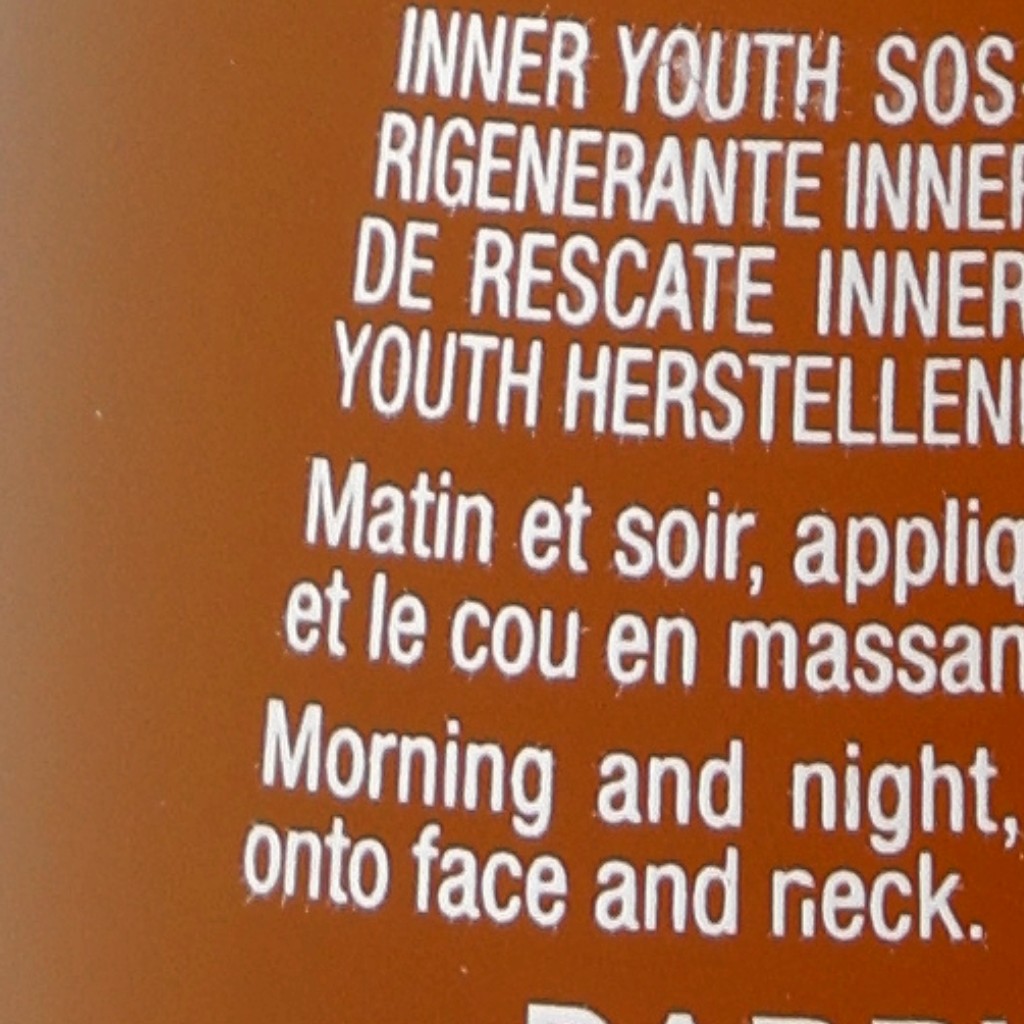 INNER YOUTH SOS-
RIGENERANTE INNER
DE RESCATE INNER
YOUTH HERSTELLEN
Matin et soir, appliq
et le cou en massan
Morning and night,
onto face and neck.